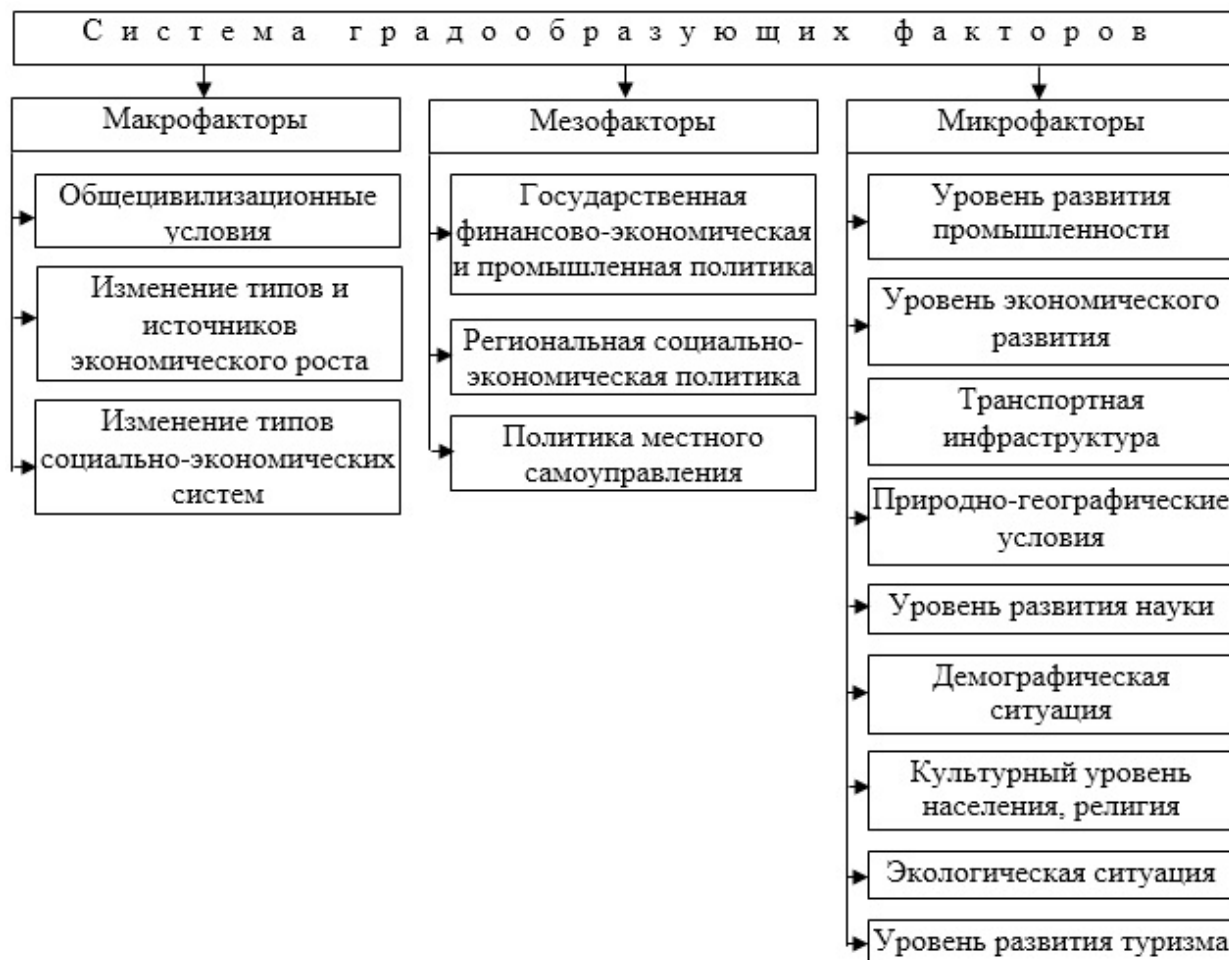 Система градообразующих факторов
Макрофакторы
Общецивилизационные
условия
Изменение типов и
источников
экономического роста
Изменение типов
социально-экономических
систем
Мезофакторы
Государственная
финансово-экономическая
и промышленная политика
Региональная социально-
экономическая политика
Политика местного
самоуправления
Микрофакторы
Уровень развития
промышленности
Уровень экономического
развития
Транспортная
инфраструктура
Природно-географические
условия
Уровень развития науки
Демографическая
ситуация
Культурный уровень
населения, религия
Экологическая ситуация
Уровень развития туризма